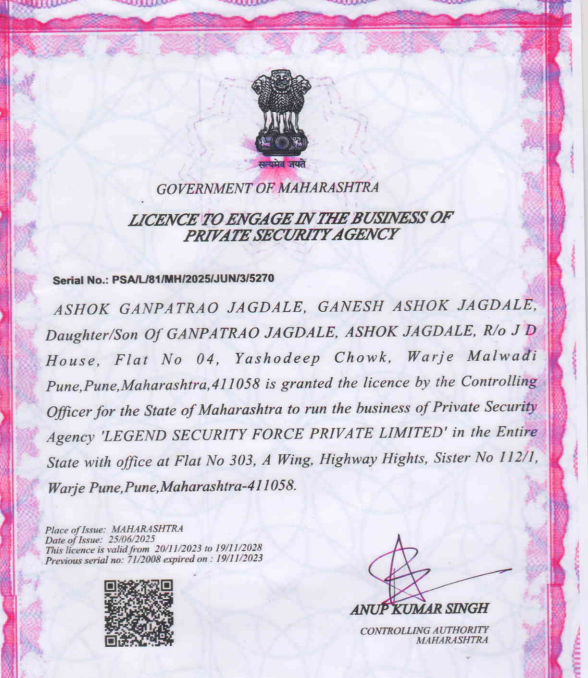 सत्यमेव जयते
GOVERNMENT OF MAHARASHTRA
LICENCE TO ENGAGE IN THE BUSINESS OF
PRIVATE SECURITY AGENCY
Serial No.: PSA/L/81/MH/2025/JUN/3/5270
ASHOK GANPATRAO JAGDALE, GANESH ASHOK JAGDALE,
Daughter/Son Of GANPATRAO JAGDALE, ASHOK JAGDALE, R/o J D
House, Flat No 04, Yashodeep Chowk, Warje Malwadi
Pune,Pune,Maharashtra,411058 is granted the licence by the Controlling
Officer for the State of Maharashtra to run the business of Private Security
Agency 'LEGEND SECURITY FORCE PRIVATE LIMITED' in the Entire
State with office at Flat No 303, A Wing, Highway Hights, Sister No 112/1,
Warje Pune,Pune,Maharashtra-411058.
Place of Issue: MAHARASHTRA
Date of Issue: 25/06/2025
This licence is valid from 20/11/2023 to 19/11/2028
Previous serial no: 71/2008 expired on : 19/11/2023
ANUP KUMAR SINGH
CONTROLLING AUTHORITY
MAHARASHTRA